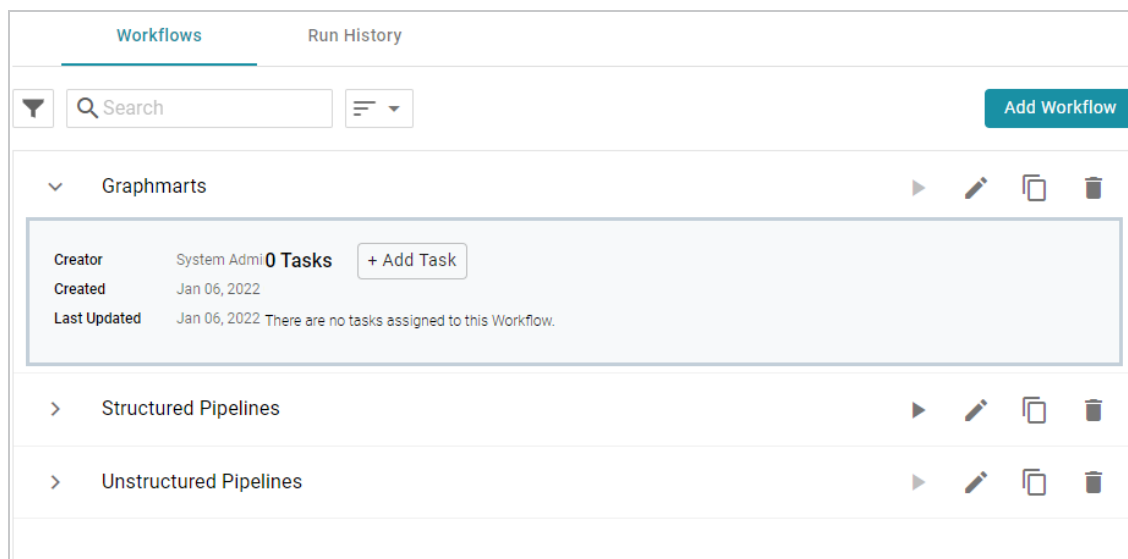 Workflows Run History
Search
Add Workflow
Graphmarts
Creator System Admi 0 Tasks + Add Task
Created Jan 06, 2022
Last Updated Jan 06, 2022 There are no tasks assigned to this Workflow.
Structured Pipelines
Unstructured Pipelines